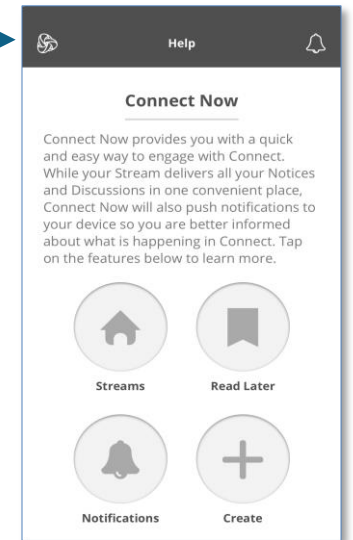 Help
Connect Now
Connect Now provides you with a quick
and easy way to engage with Connect.
While your Stream delivers all your Notices
and Discussions in one convenient place,
Connect Now will also push notifications to
your device so you are better informed
about what is happening in Connect. Tap
on the features below to learn more.
Streams
Read Later
Notifications
Create